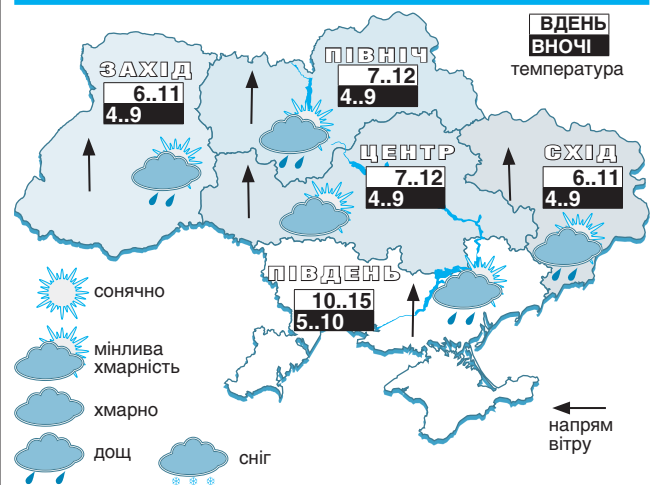 ВДЕНЬ
ВНОЧІ
температура
ПІВНІЧ
7..12
4..9
ЗАХІД
6..11
4..9
ЦЕНТР
7..12
4..9
СХІД
6..11
4..9
ПІВДЕНЬ
10..15
5..10
сонячно
мінлива
хмарність
хмарно
дощ
сніг
напрям
вітру